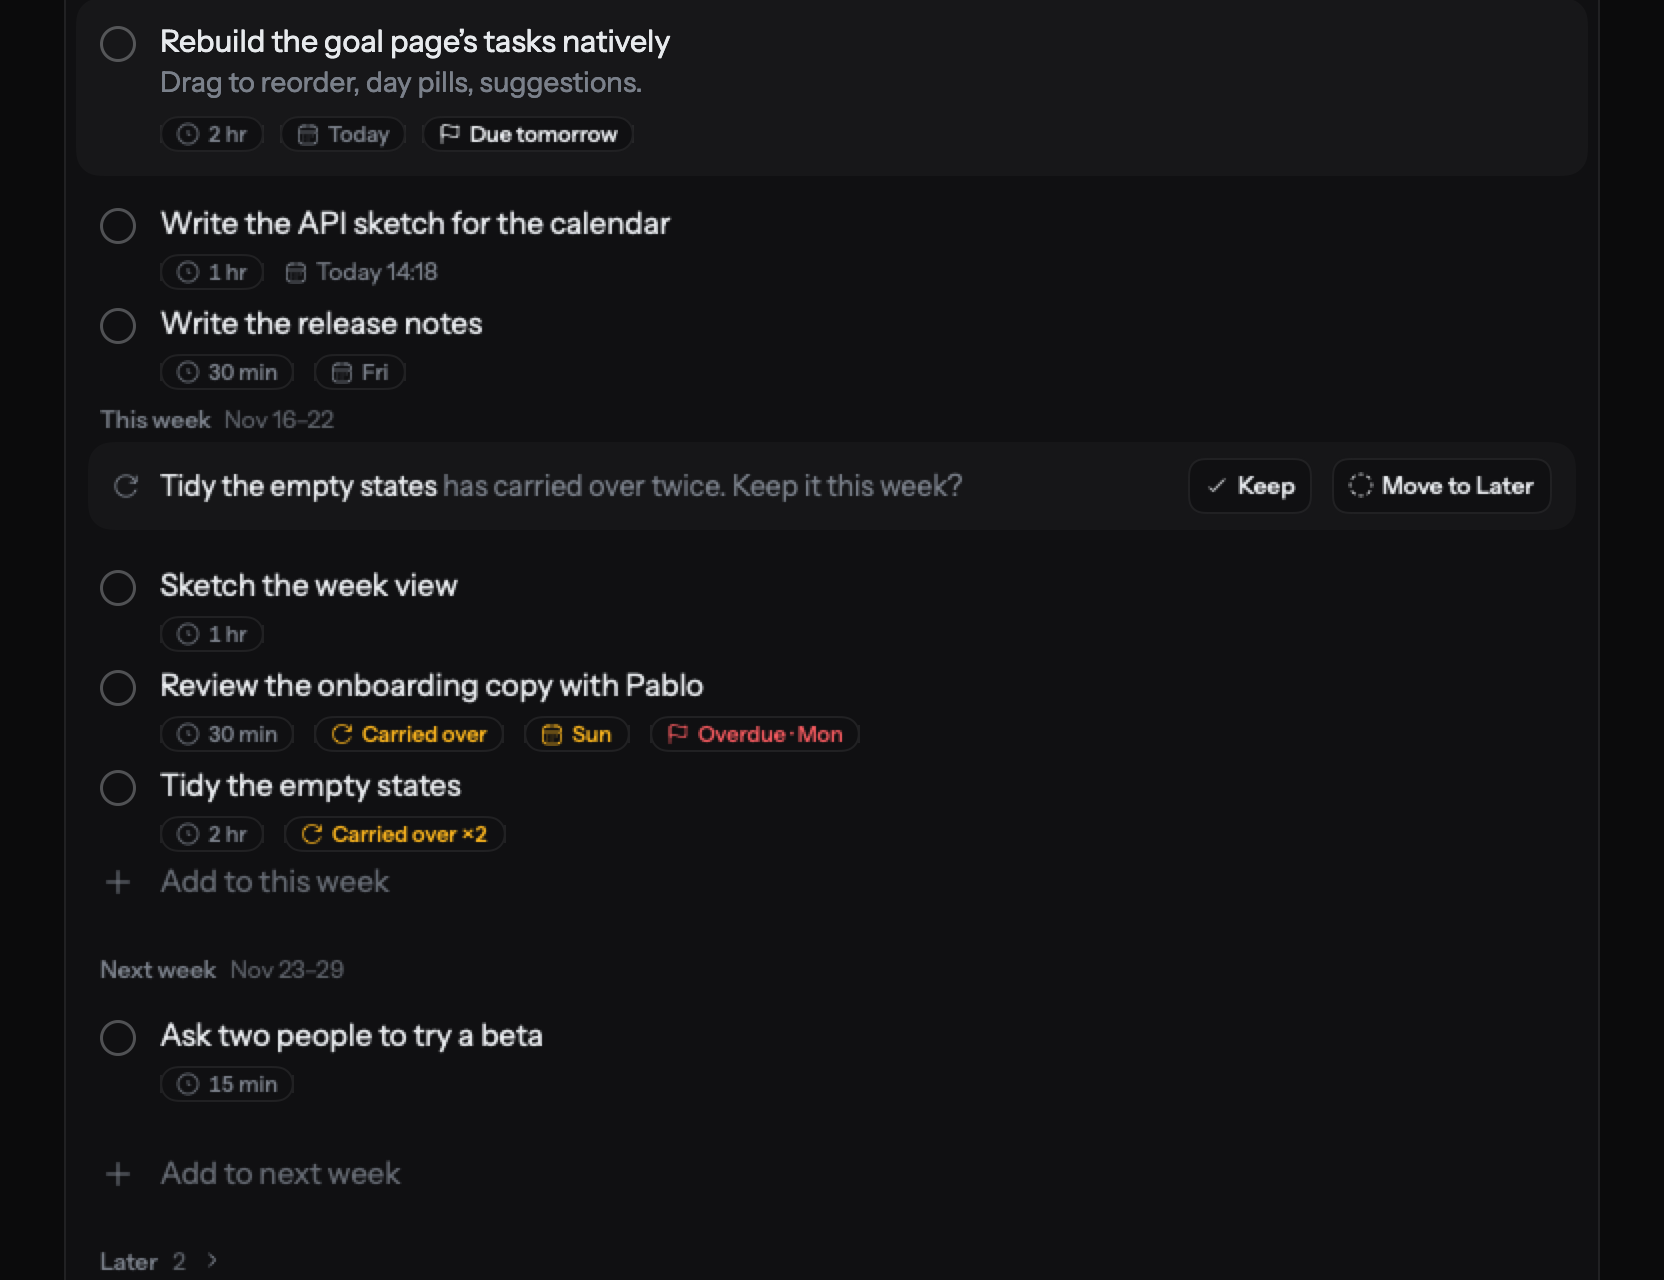 Rebuild the goal page’s tasks natively
Drag to reorder, day pills, suggestions.
2 hr Today Due tomorrow
Write the API sketch for the calendar
1 hr Today 14:18
Write the release notes
30 min Fri
This week Nov 16–22
Tidy the empty states has carried over twice. Keep it this week? Keep Move to Later
Sketch the week view
1 hr
Review the onboarding copy with Pablo
30 min Carried over Sun Overdue · Mon
Tidy the empty states
2 hr Carried over ×2
Add to this week
Next week Nov 23–29
Ask two people to try a beta
15 min
Add to next week
Later 2